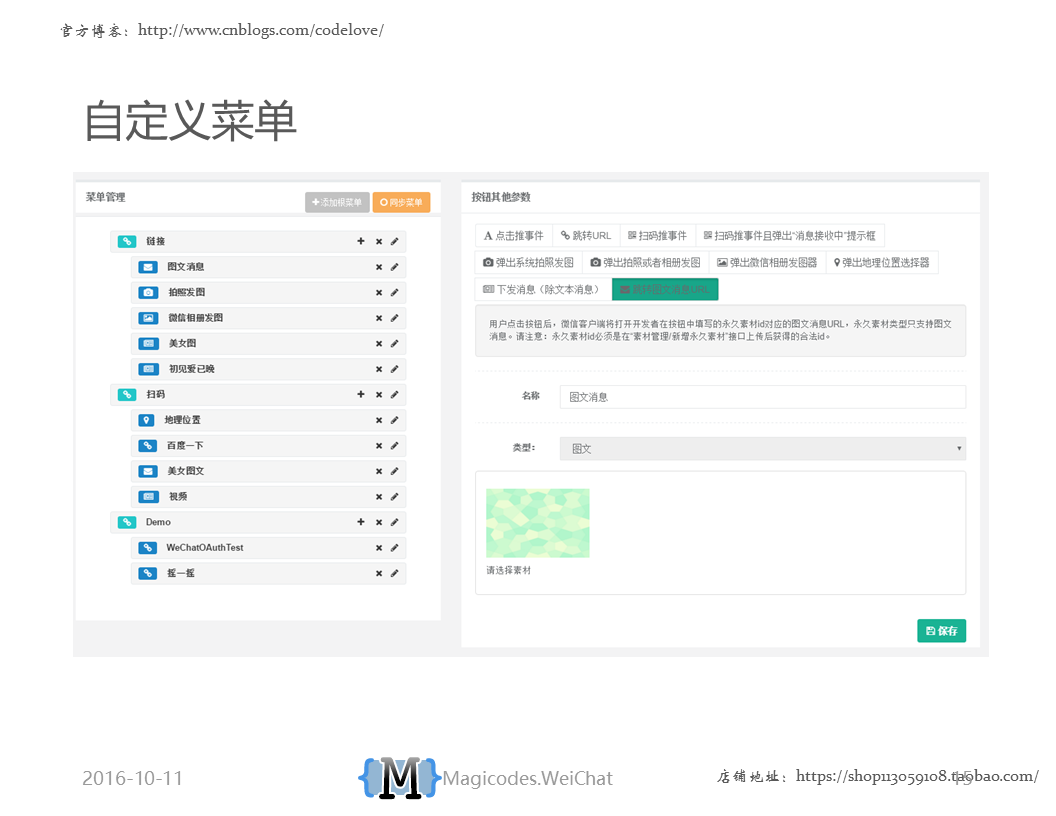 官方博客：http://www.cnblogs.com/codelove/
自定义菜单
菜单管理
添加根菜单
同步菜单
链接
图文消息
拍照发图
微信相册发图
美女图
初见爱已晚
扫码
地理位置
百度一下
美女图文
视频
Demo
WeChatOAuthTest
摇一摇
按钮其他参数
点击推事件 跳转URL 扫码推事件 扫码推事件且弹出“消息接收中”提示框
弹出系统拍照发图 弹出拍照或者相册发图 弹出微信相册发图器 弹出地理位置选择器
下发消息（除文本消息） 跳转图文消息URL
用户点击按钮后，微信客户端将打开开发者在按钮中填写的永久素材id对应的图文消息URL，永久素材类型只支持图文
消息。请注意：永久素材id必须是在“素材管理/新增永久素材”接口上传后获得的合法id。
名称 图文消息
类型： 图文
请选择素材
保存
2016-10-11
{M}Magicodes.WeiChat
店铺地址：https://shop113059108.taobao.com/
15